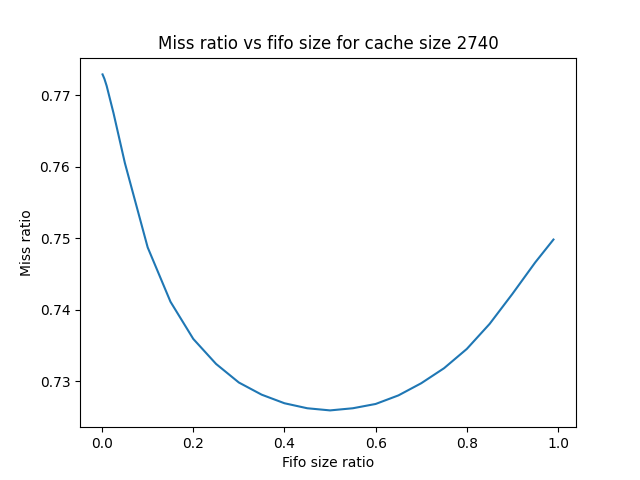 Miss ratio vs fifo size for cache size 2740
0.77
0.76
0.75
0.74
0.73
Miss ratio
0.0 0.2 0.4 0.6 0.8 1.0
Fifo size ratio